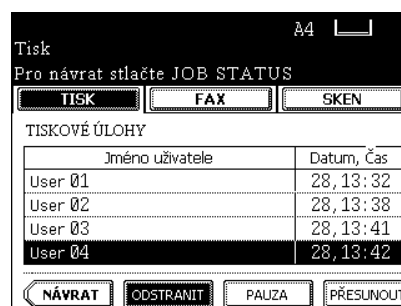 A4
Tisk
Pro návrat stlačte JOB STATUS
TISK FAX SKEN
TISKOVÉ ÚLOHY
Jméno uživatele Datum, Čas
User 01 28,13:32
User 02 28,13:38
User 03 28,13:41
User 04 28,13:42
NÁVRAT ODSTRANIT PAUZA PŘESUNOUT